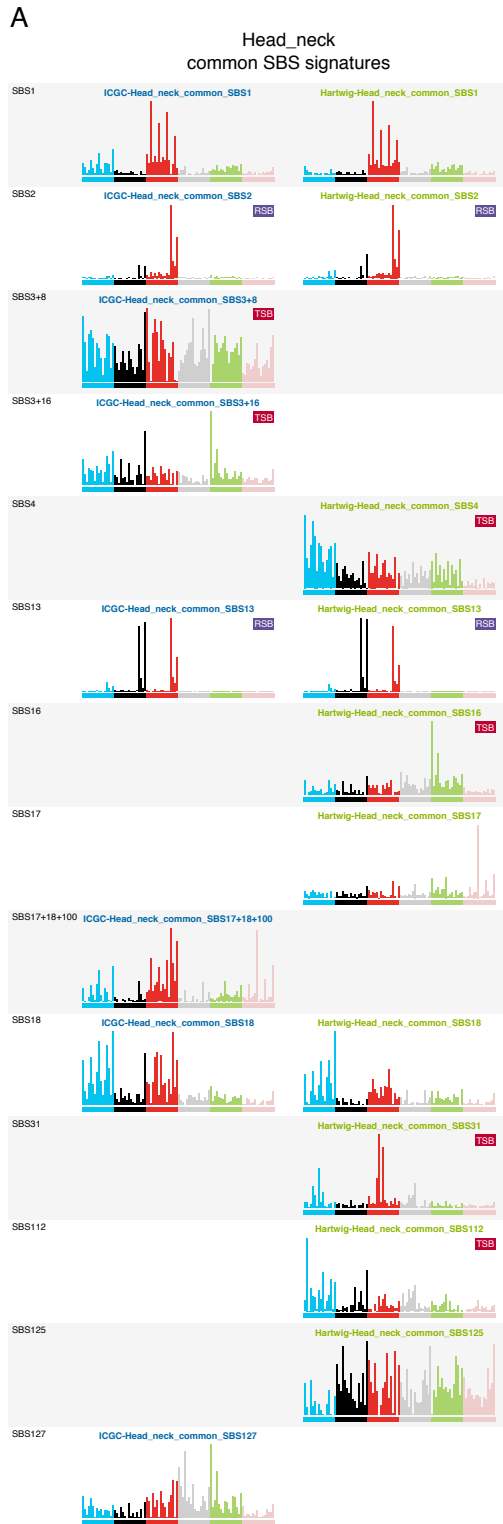 A
Head_neck
common SBS signatures
SBS1
ICGC-Head_neck_common_SBS1
Hartwig-Head_neck_common_SBS1
SBS2
ICGC-Head_neck_common_SBS2
RSB
Hartwig-Head_neck_common_SBS2
RSB
SBS3+8
ICGC-Head_neck_common_SBS3+8
TSB
SBS3+16
ICGC-Head_neck_common_SBS3+16
TSB
SBS4
Hartwig-Head_neck_common_SBS4
TSB
SBS13
ICGC-Head_neck_common_SBS13
RSB
Hartwig-Head_neck_common_SBS13
RSB
SBS16
Hartwig-Head_neck_common_SBS16
TSB
SBS17
Hartwig-Head_neck_common_SBS17
SBS17+18+100
ICGC-Head_neck_common_SBS17+18+100
SBS18
ICGC-Head_neck_common_SBS18
Hartwig-Head_neck_common_SBS18
SBS31
Hartwig-Head_neck_common_SBS31
TSB
SBS112
Hartwig-Head_neck_common_SBS112
TSB
SBS125
Hartwig-Head_neck_common_SBS125
SBS127
ICGC-Head_neck_common_SBS127